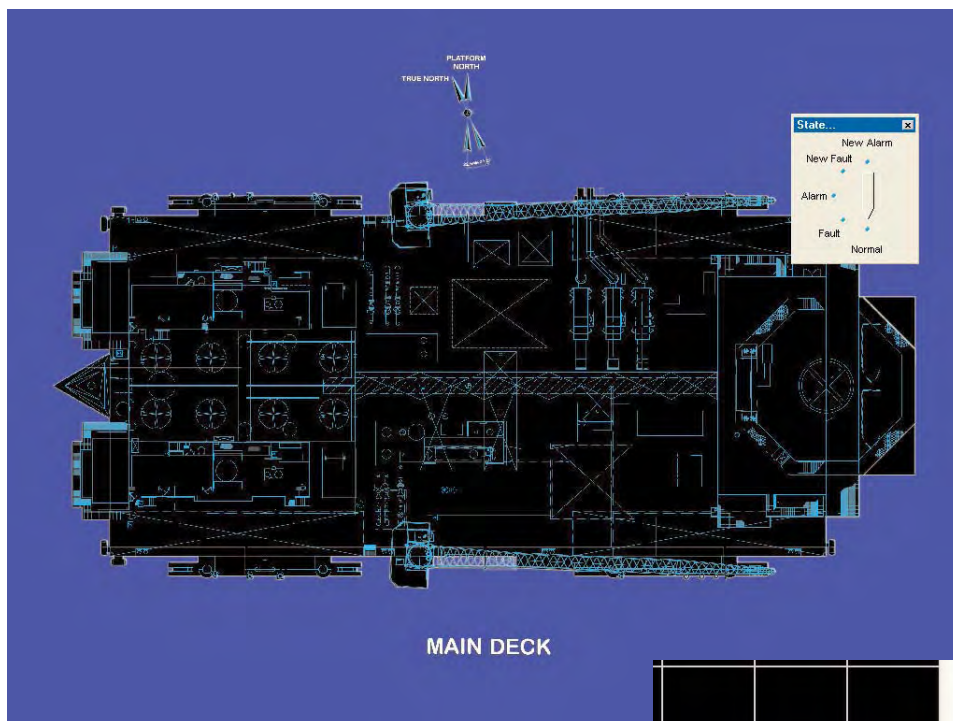 PLATFORM
NORTH
TRUE NORTH
State...
New Alarm
New Fault
Alarm
Fault
Normal
MAIN DECK